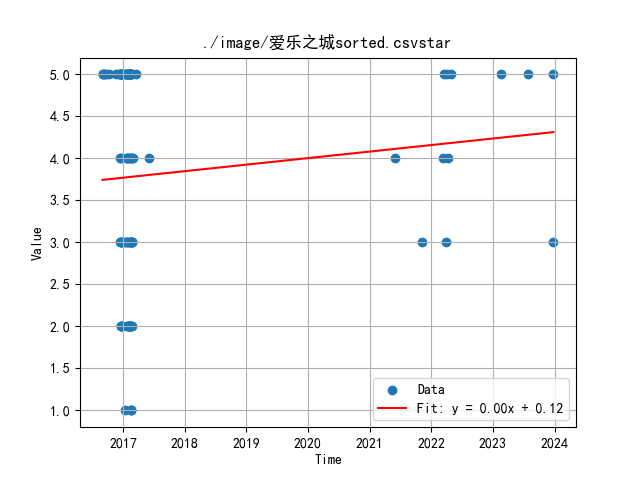 ./image/爱乐之城sorted.csvstar
Value
5.0
4.5
4.0
3.5
3.0
2.5
2.0
1.5
1.0
Data
Fit: y = 0.00x + 0.12
2017 2018 2019 2020 2021 2022 2023 2024
Time